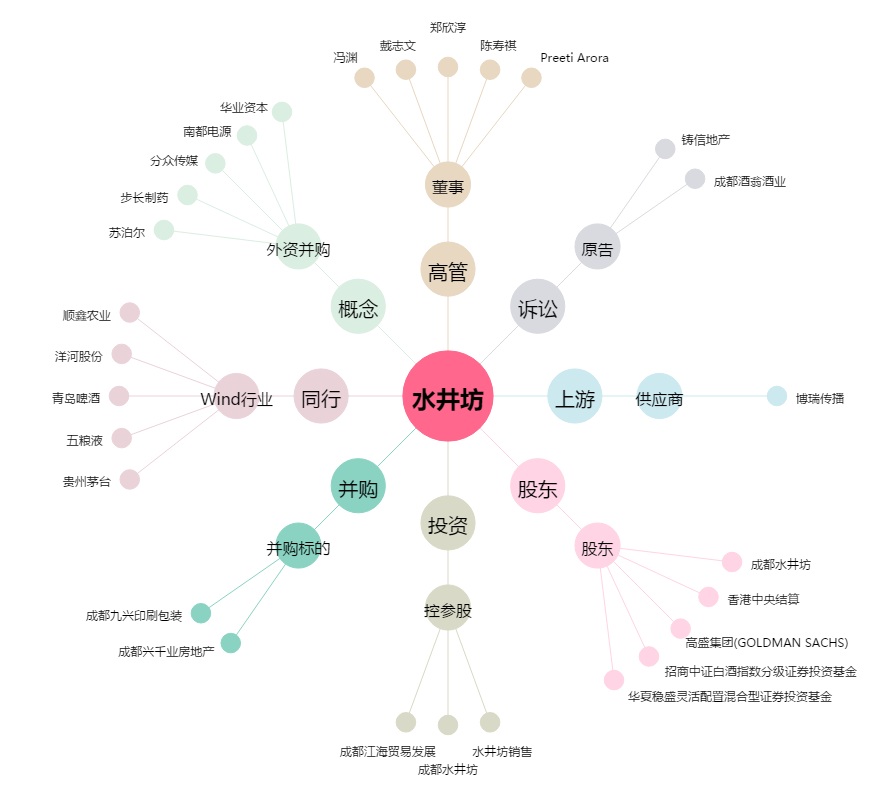 郑欣淳
冯渊
戴志文
陈寿祺
Preeti Arora
董事
高管
华业资本
南都电源
分众传媒
步长制药
苏泊尔
外资并购
概念
铸信地产
成都酒翁酒业
原告
诉讼
顺鑫农业
洋河股份
青岛啤酒
五粮液
贵州茅台
Wind行业
同行
水井坊
上游
供应商
博瑞传播
并购
并购标的
成都九兴印刷包装
成都兴千业房地产
投资
控参股
成都江海贸易发展
成都水井坊
水井坊销售
股东
股东
成都水井坊
香港中央结算
高盛集团(GOLDMAN SACHS)
招商中证白酒指数分级证券投资基金
华夏稳盛灵活配置混合型证券投资基金